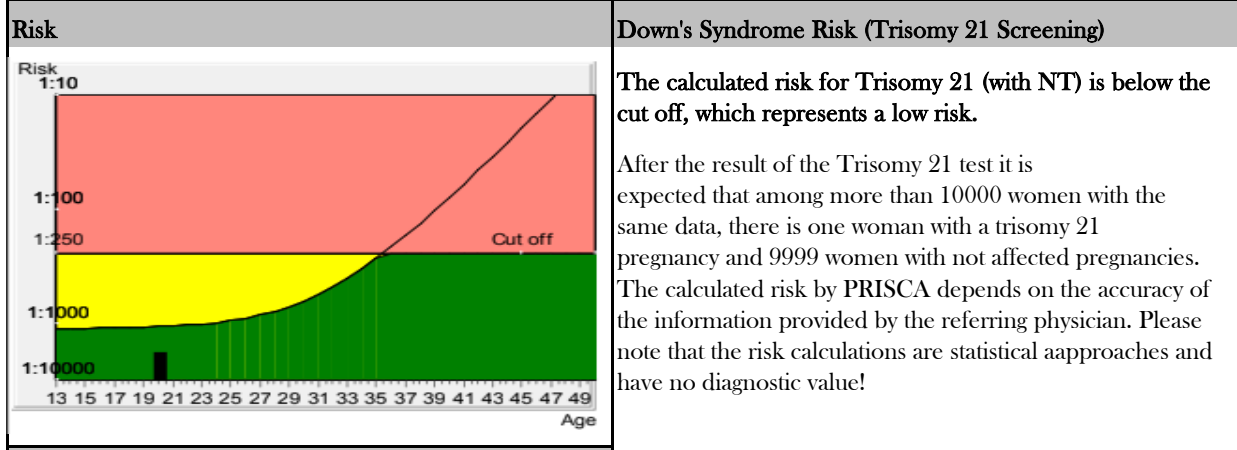 Risk
Down's Syndrome Risk (Trisomy 21 Screening)
Risk
1:10
1:100
1:250
Cut off
1:1000
1:10000
13 15 17 19 21 23 25 27 29 31 33 35 37 39 41 43 45 47 49
Age
The calculated risk for Trisomy 21 (with NT) is below the
cut off, which represents a low risk.
After the result of the Trisomy 21 test it is
expected that among more than 10000 women with the
same data, there is one woman with a trisomy 21
pregnancy and 9999 women with not affected pregnancies.
The calculated risk by PRISCA depends on the accuracy of
the information provided by the referring physician. Please
note that the risk calculations are statistical aapproaches and
have no diagnostic value!